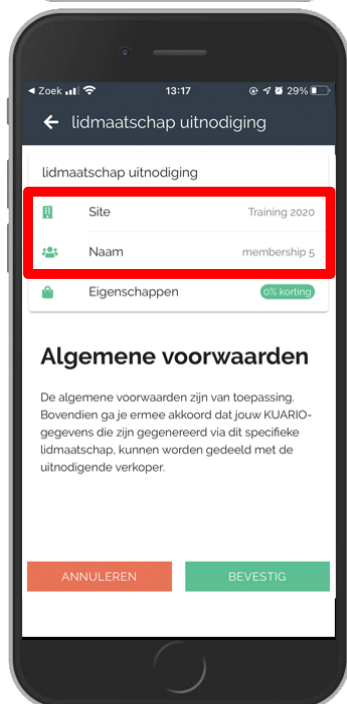 ◀ Zoek 13:17 29%
← lidmaatschap uitnodiging
lidmaatschap uitnodiging
Site Training 2020
Naam membership 5
Eigenschappen 0% korting
Algemene voorwaarden
De algemene voorwaarden zijn van toepassing.
Bovendien ga je ermee akkoord dat jouw KUARIO-
gegevens die zijn gegenereerd via dit specifieke
lidmaatschap, kunnen worden gedeeld met de
uitnodigende verkoper.
ANNULEREN BEVESTIG